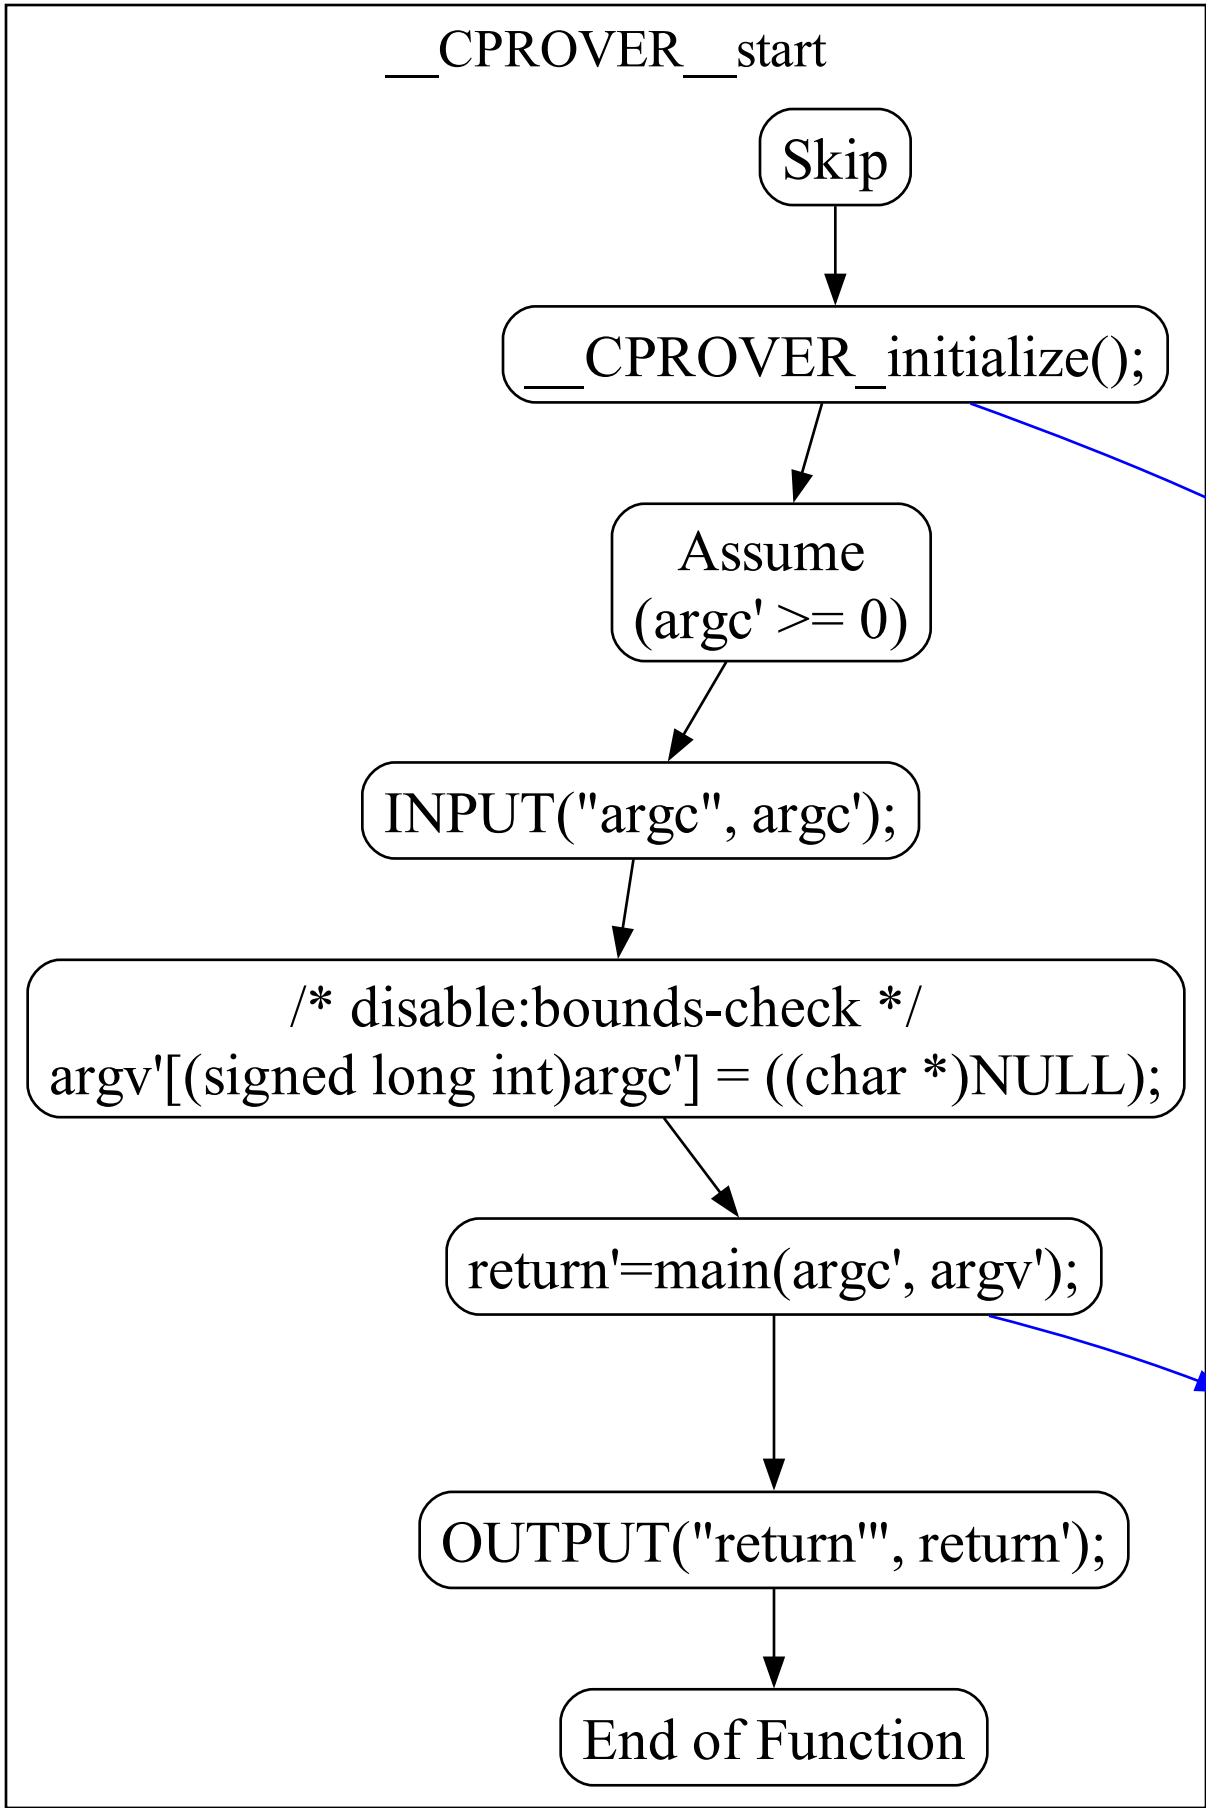 __CPROVER__start
Skip
__CPROVER_initialize();
Assume
(argc' >= 0)
INPUT("argc", argc');
/* disable:bounds-check */
argv'[(signed long int)argc'] = ((char *)NULL);
return'=main(argc', argv');
OUTPUT("return'", return');
End of Function